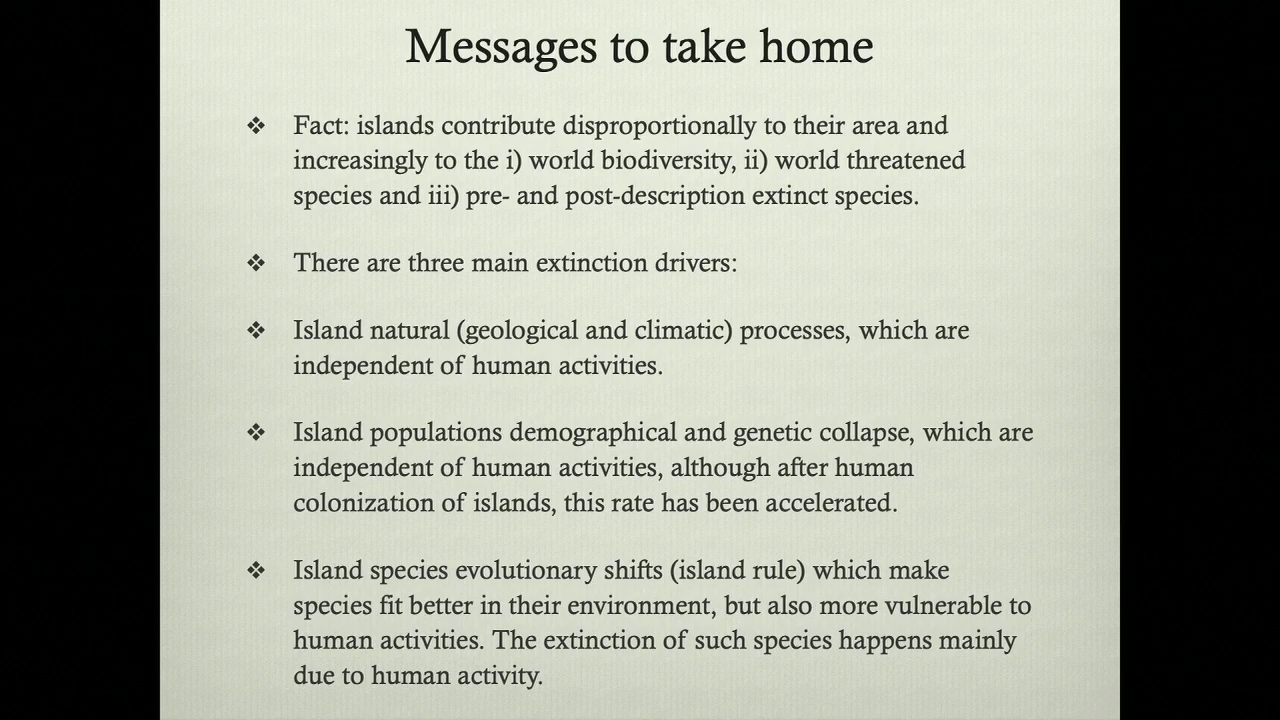 Messages to take home
❖ Fact: islands contribute disproportionally to their area and
increasingly to the i) world biodiversity, ii) world threatened
species and iii) pre- and post-description extinct species.
❖ There are three main extinction drivers:
❖ Island natural (geological and climatic) processes, which are
independent of human activities.
❖ Island populations demographical and genetic collapse, which are
independent of human activities, although after human
colonization of islands, this rate has been accelerated.
❖ Island species evolutionary shifts (island rule) which make
species fit better in their environment, but also more vulnerable to
human activities. The extinction of such species happens mainly
due to human activity.